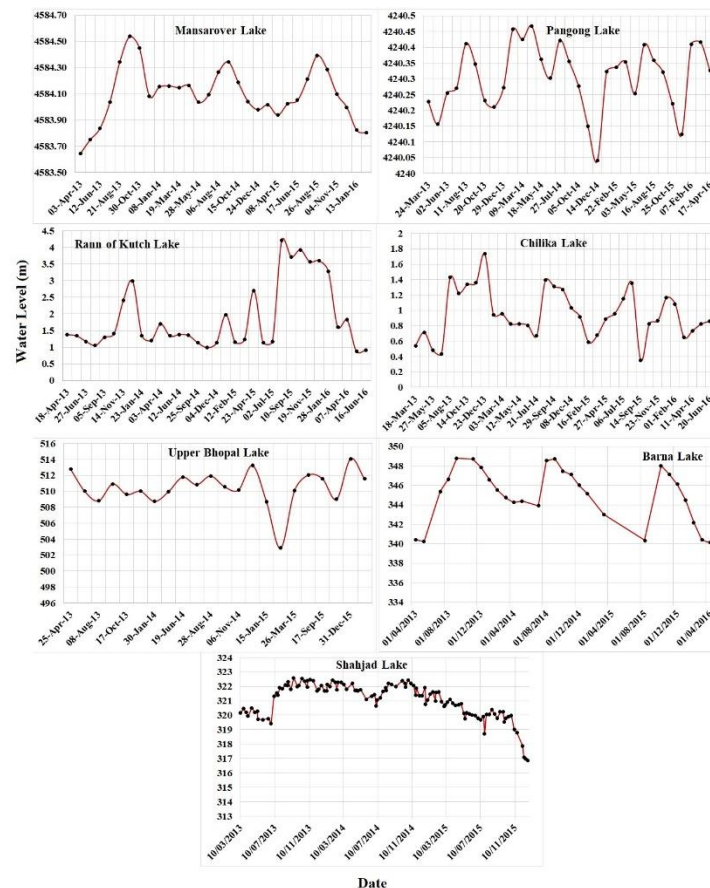 Mansarover Lake
4584.70
4584.50
4584.30
4584.10
4583.90
4583.70
4583.50
03-Apr-13
12-Jun-13
21-Aug-13
30-Oct-13
08-Jan-14
19-Mar-14
28-May-14
06-Aug-14
15-Oct-14
24-Dec-14
08-Apr-15
17-Jun-15
26-Aug-15
04-Nov-15
13-Jan-16
Pangong Lake
4240.5
4240.45
4240.4
4240.35
4240.3
4240.25
4240.2
4240.15
4240.1
4240.05
4240
24-Mar-13
02-Jun-13
11-Aug-13
20-Oct-13
29-Dec-13
09-Mar-14
18-May-14
27-Jul-14
05-Oct-14
14-Dec-14
22-Feb-15
03-May-15
16-Aug-15
25-Oct-15
07-Feb-16
17-Apr-16
Water Level (m)
Rann of Kutch Lake
4.5
4
3.5
3
2.5
2
1.5
1
0.5
0
18-Apr-13
27-Jun-13
05-Sep-13
14-Nov-13
23-Jan-14
03-Apr-14
12-Jun-14
25-Sep-14
04-Dec-14
12-Feb-15
23-Apr-15
02-Jul-15
10-Sep-15
19-Nov-15
28-Jan-16
07-Apr-16
16-Jun-16
Chilika Lake
2
1.8
1.6
1.4
1.2
1
0.8
0.6
0.4
0.2
0
18-Mar-13
27-May-13
05-Aug-13
14-Oct-13
23-Dec-13
03-Mar-14
12-May-14
21-Jul-14
29-Sep-14
08-Dec-14
16-Feb-15
27-Apr-15
06-Jul-15
14-Sep-15
23-Nov-15
01-Feb-16
11-Apr-16
20-Jun-16
Upper Bhopal Lake
516
514
512
510
508
506
504
502
500
498
496
25-Apr-13
08-Aug-13
17-Oct-13
30-Jan-14
14-Jun-14
28-Aug-14
06-Nov-14
15-Jan-15
26-Mar-15
17-Sep-15
31-Dec-15
Barna Lake
350
348
346
344
342
340
338
336
334
01/04/2013
01/08/2013
01/12/2013
01/04/2014
01/08/2014
01/12/2014
01/04/2015
01/08/2015
01/12/2015
01/04/2016
Shahjad Lake
323
322
321
320
319
318
317
316
315
314
313
10/03/2013
10/07/2013
10/11/2013
10/03/2014
10/07/2014
10/11/2014
10/03/2015
10/07/2015
10/11/2015
Date